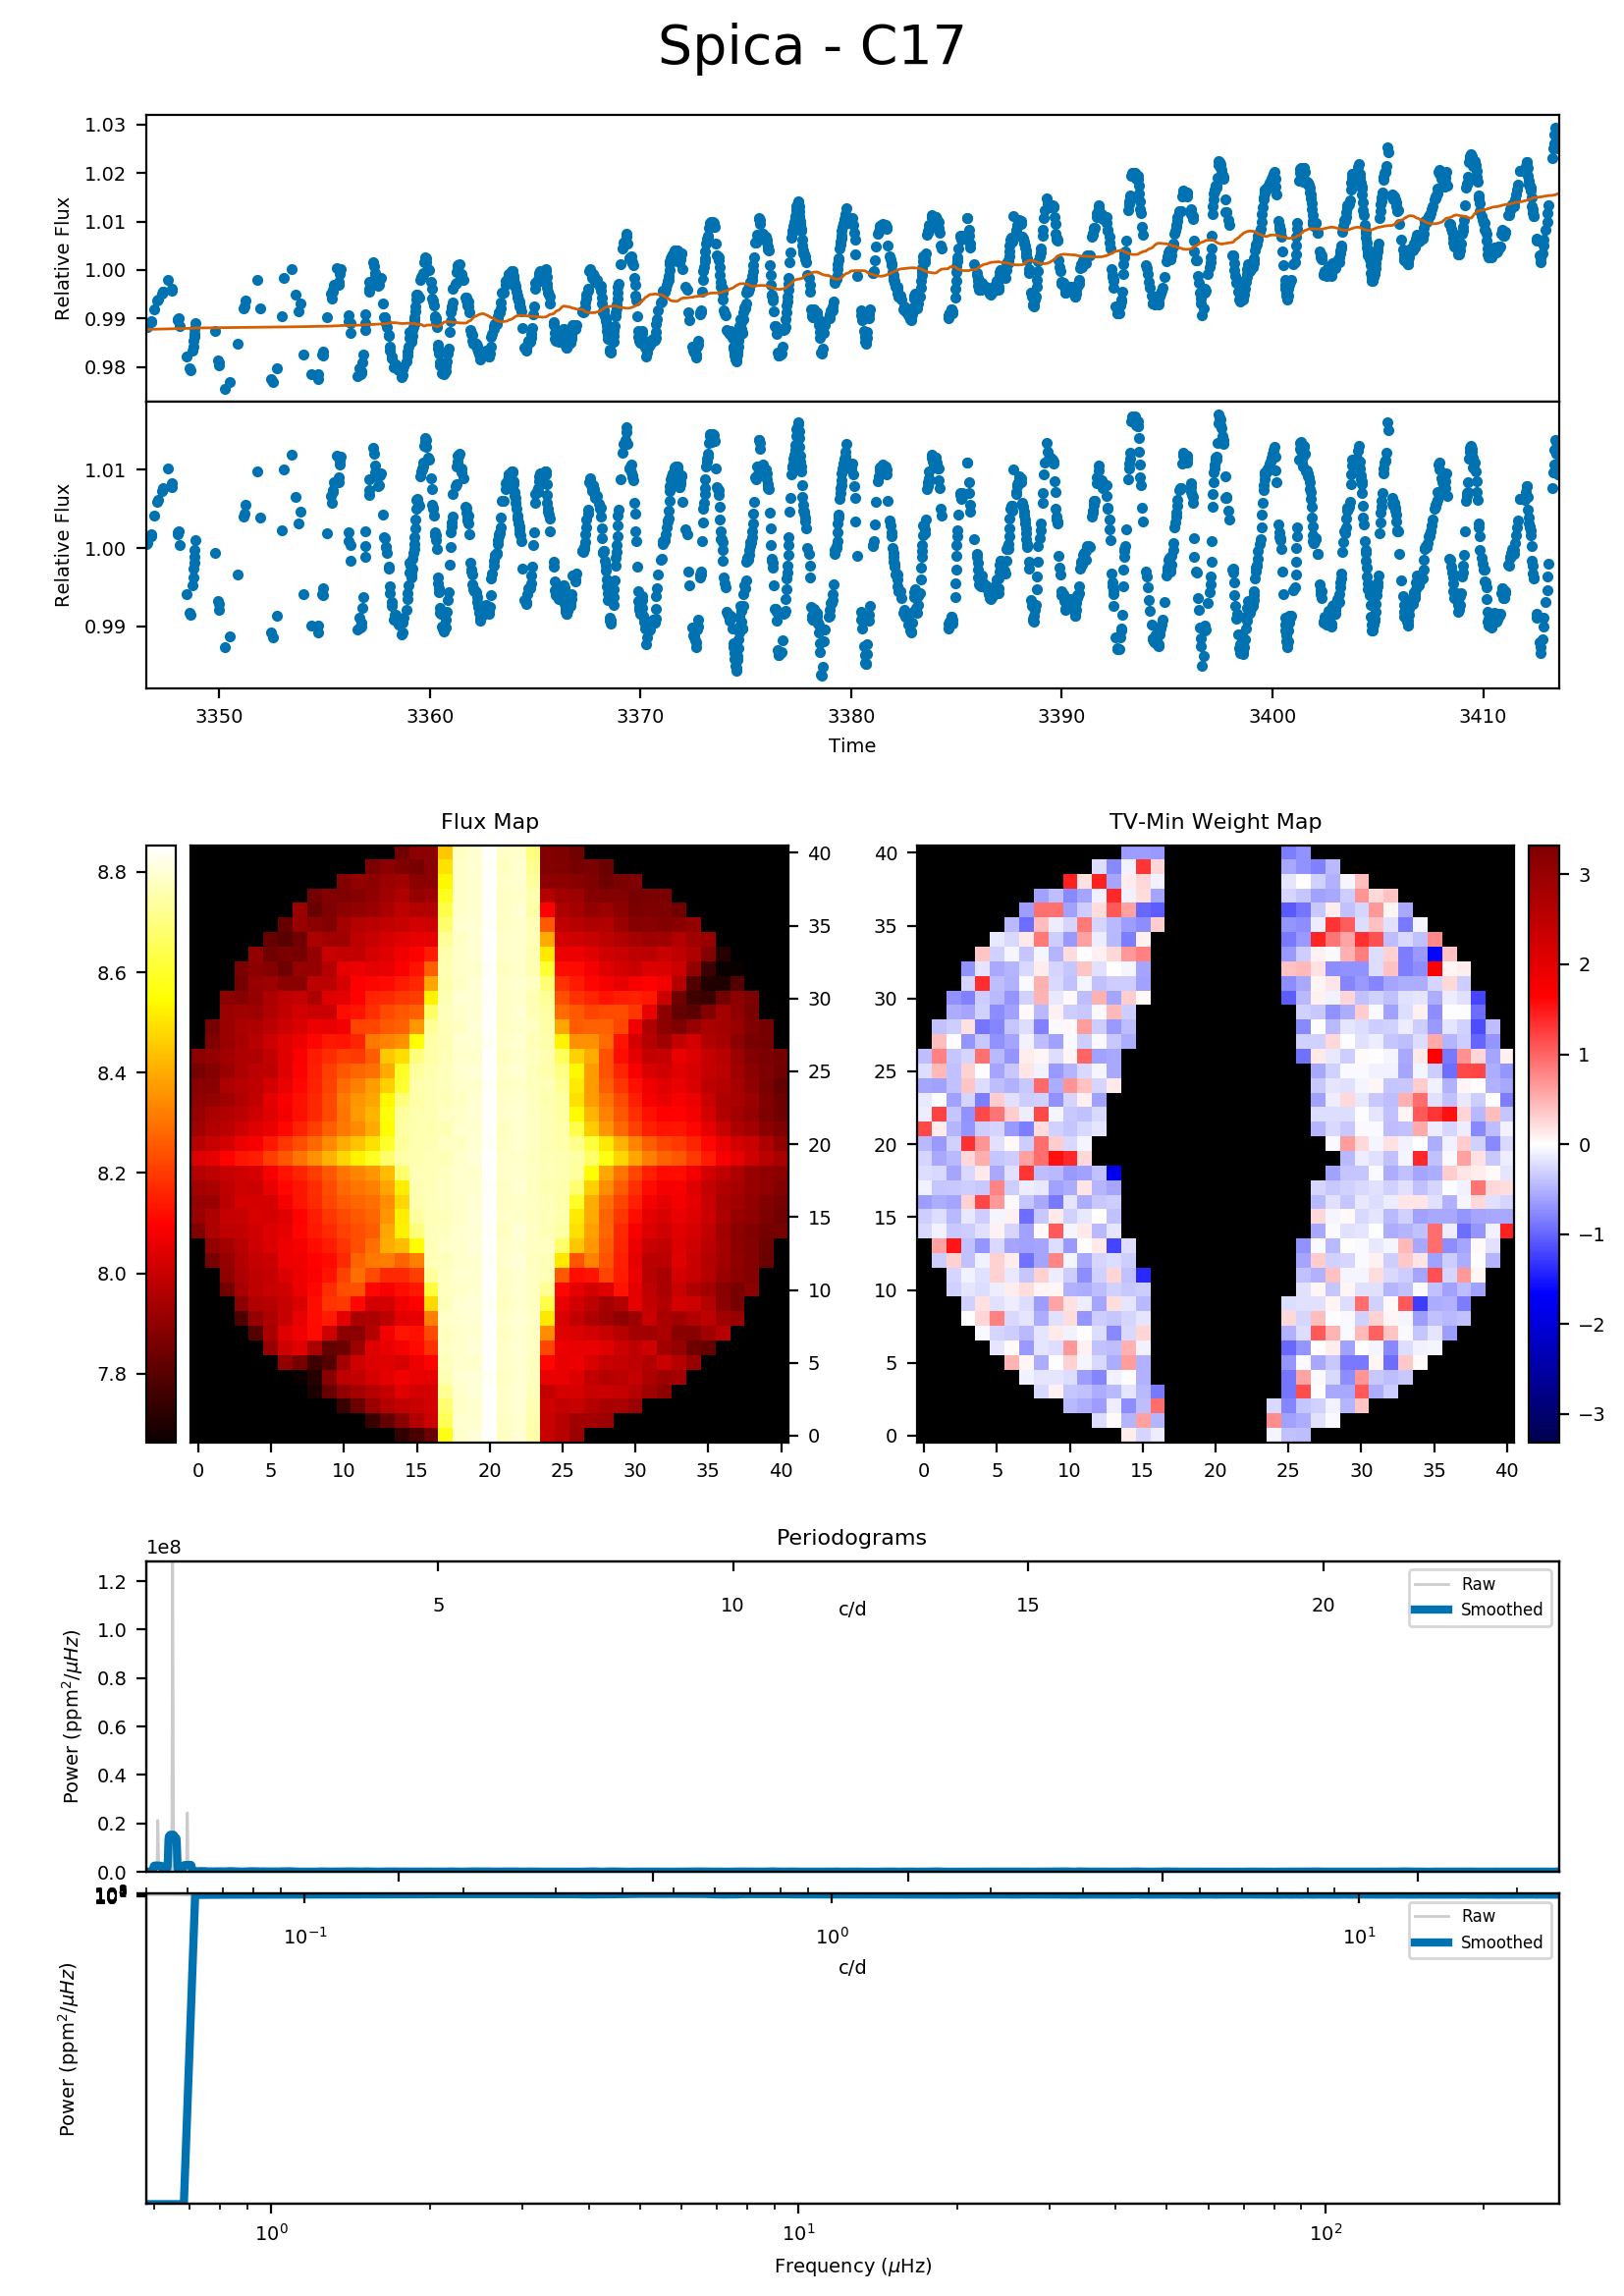 Spica - C17
1.03
1.02
1.01
1.00
0.99
0.98
Relative Flux
1.01
1.00
0.99
Relative Flux
3350 3360 3370 3380 3390 3400 3410
Time
Flux Map
TV-Min Weight Map
8.8
8.6
8.4
8.2
8.0
7.8
40
35
30
25
20
15
10
5
0
0 5 10 15 20 25 30 35 40
40
35
30
25
20
15
10
5
0
0 5 10 15 20 25 30 35 40
3
2
1
0
−1
−2
−3
Periodograms
1e8
1.2
1.0
0.8
0.6
0.4
0.2
0.0
Power (ppm²/μHz)
5 10 15 20
c/d
Raw
Smoothed
10⁻¹ 10⁰ 10¹
c/d
Raw
Smoothed
Power (ppm²/μHz)
10⁰ 10¹ 10²
Frequency (μHz)